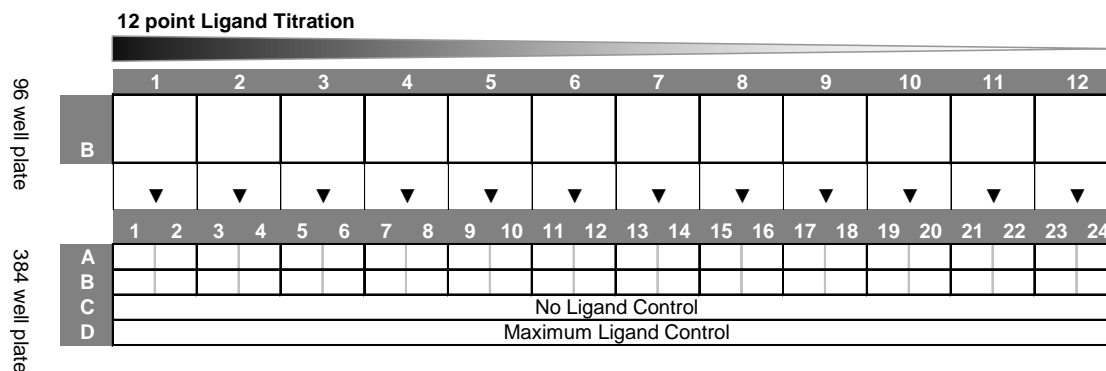 12 point Ligand Titration
1 2 3 4 5 6 7 8 9 10 11 12
96 well plate
B
1 2 3 4 5 6 7 8 9 10 11 12 13 14 15 16 17 18 19 20 21 22 23 24
384 well plate
A
B
C No Ligand Control
D Maximum Ligand Control